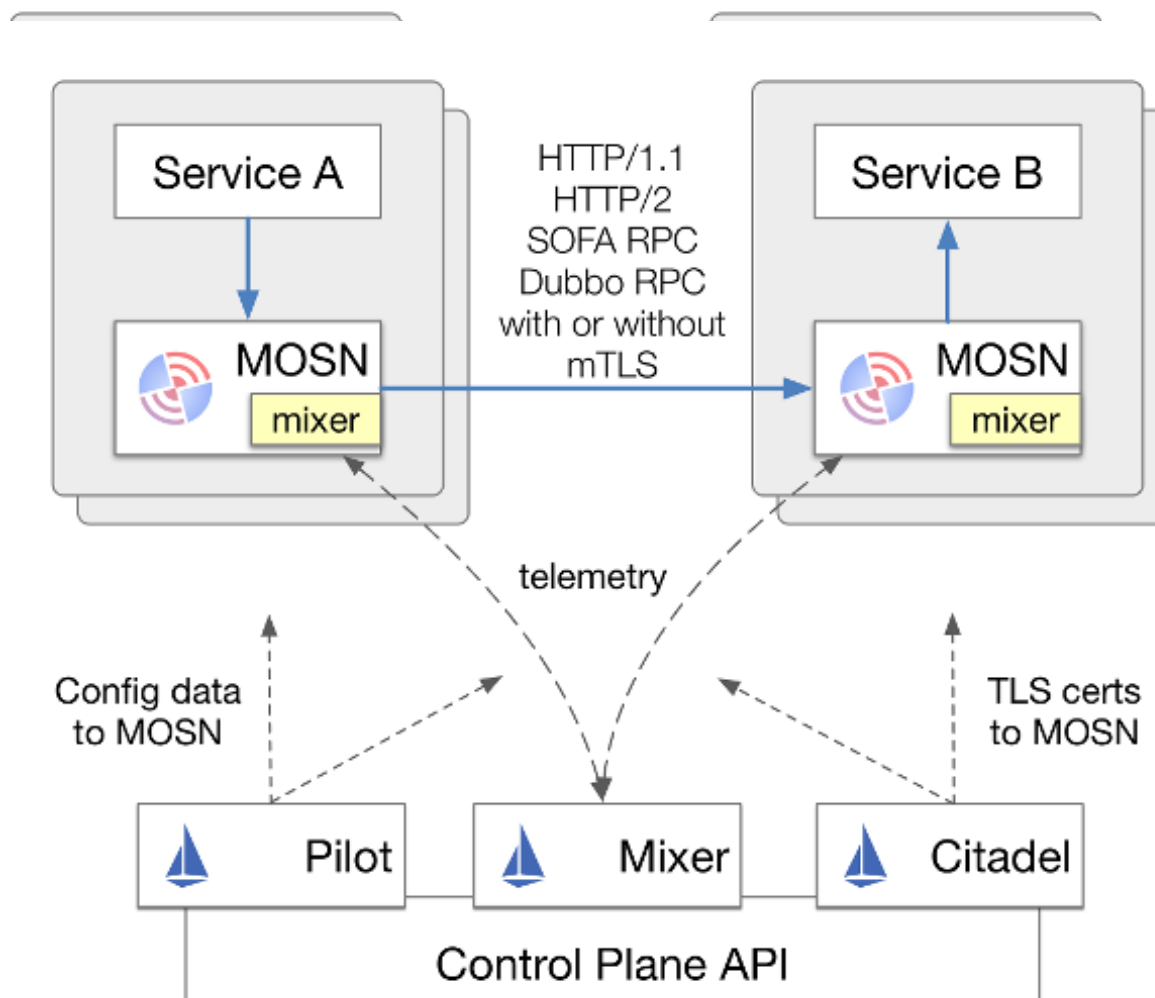 Service A
HTTP/1.1
HTTP/2
SOFA RPC
Dubbo RPC
with or without
mTLS
Service B
MOSN
mixer
MOSN
mixer
telemetry
Config data
to MOSN
TLS certs
to MOSN
Pilot
Mixer
Citadel
Control Plane API